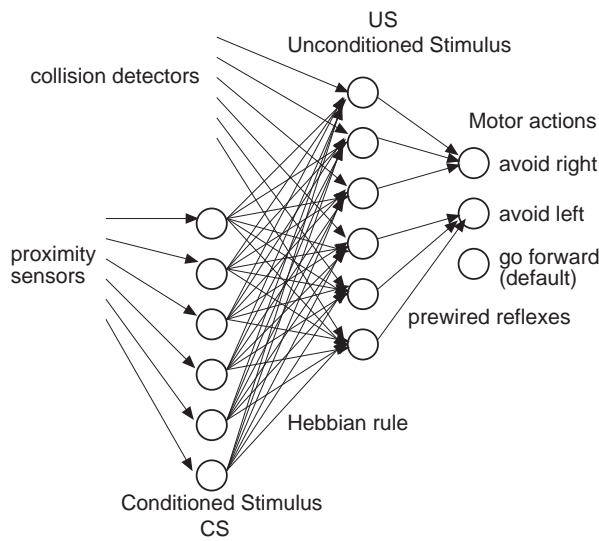 US
Unconditioned Stimulus
collision detectors
Motor actions
avoid right
avoid left
go forward
(default)
proximity
sensors
prewired reflexes
Hebbian rule
Conditioned Stimulus
CS